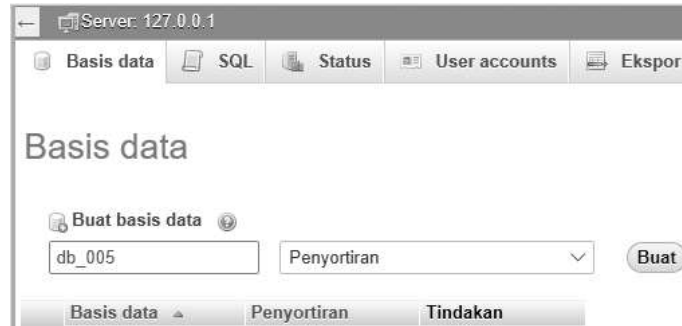 Server: 127.0.0.1
Basis data SQL Status User accounts Ekspor
Basis data
Buat basis data
db_005 Penyortiran Buat
Basis data Penyortiran Tindakan